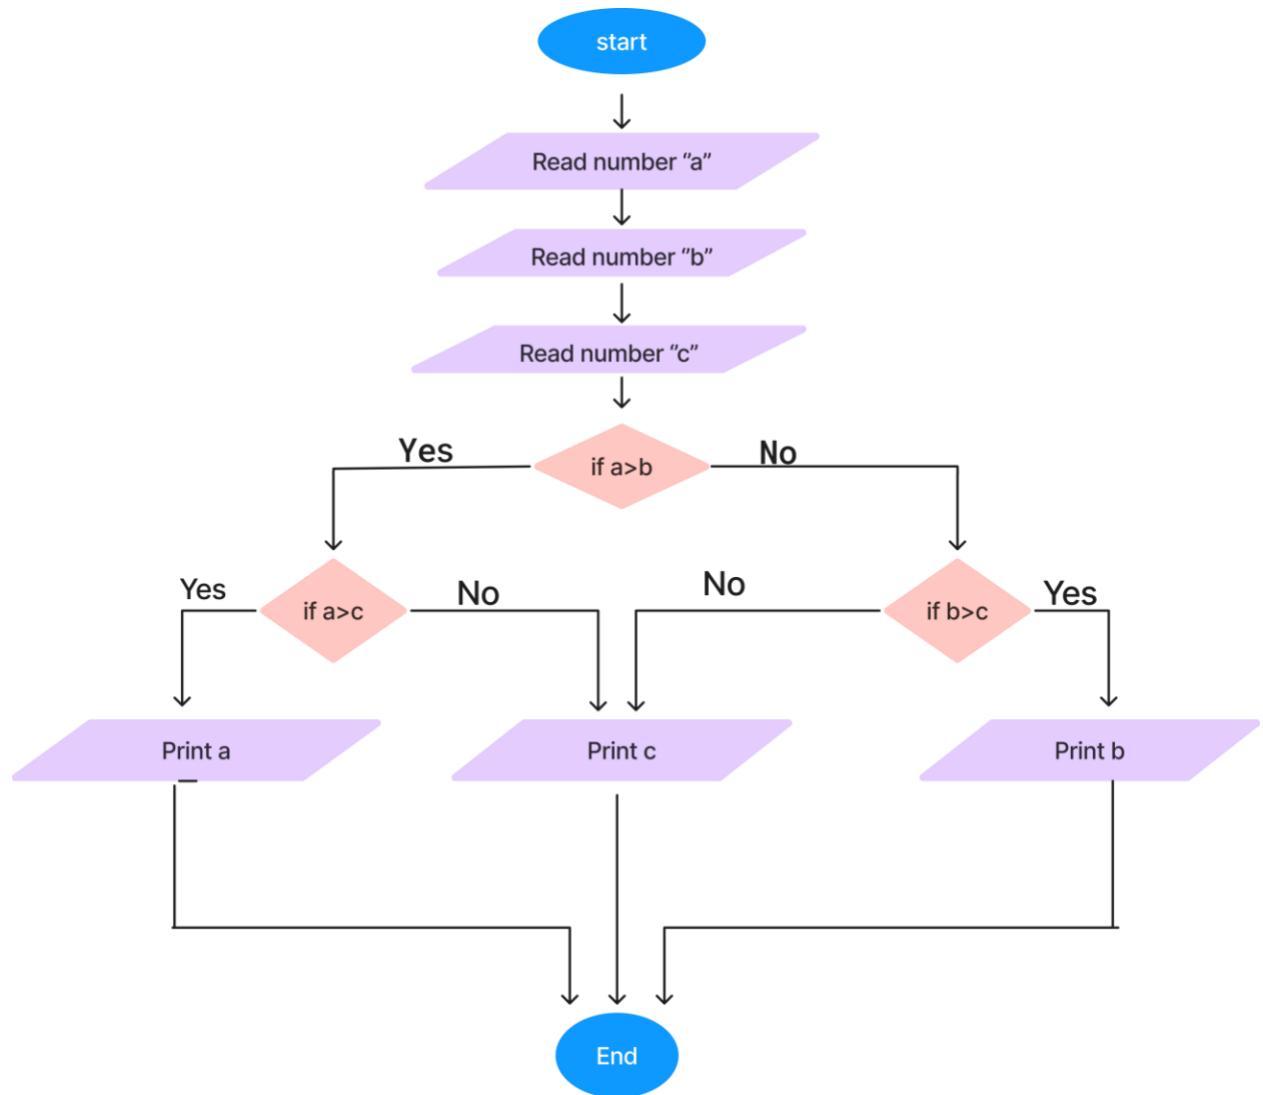 start
Read number “a”
Read number “b”
Read number “c”
Yes
if a>b
No
Yes
if a>c
No
No
if b>c
Yes
Print a
Print c
Print b
End